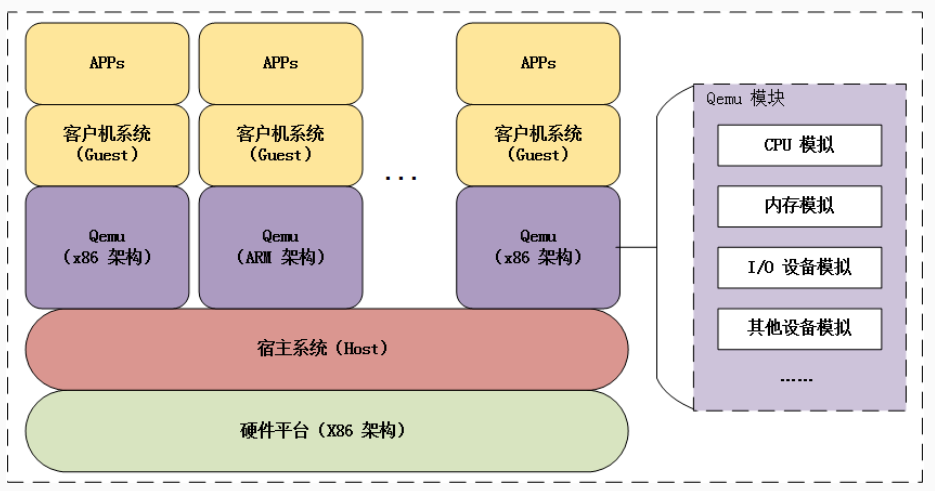 APPs
APPs
APPs
客户机系统
(Guest)
客户机系统
(Guest)
...
客户机系统
(Guest)
Qemu
(x86 架构)
Qemu
(ARM 架构)
Qemu
(x86 架构)
宿主系统(Host)
硬件平台(X86 架构)
Qemu 模块
CPU 模拟
内存模拟
I/O 设备模拟
其他设备模拟
......